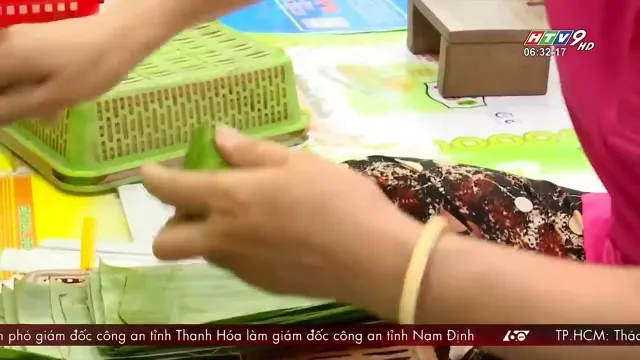 HTV9 HD
06:32:17
n phó giám đốc công an tỉnh Thanh Hóa làm giám đốc công an tỉnh Nam Định
TP.HCM: Thác